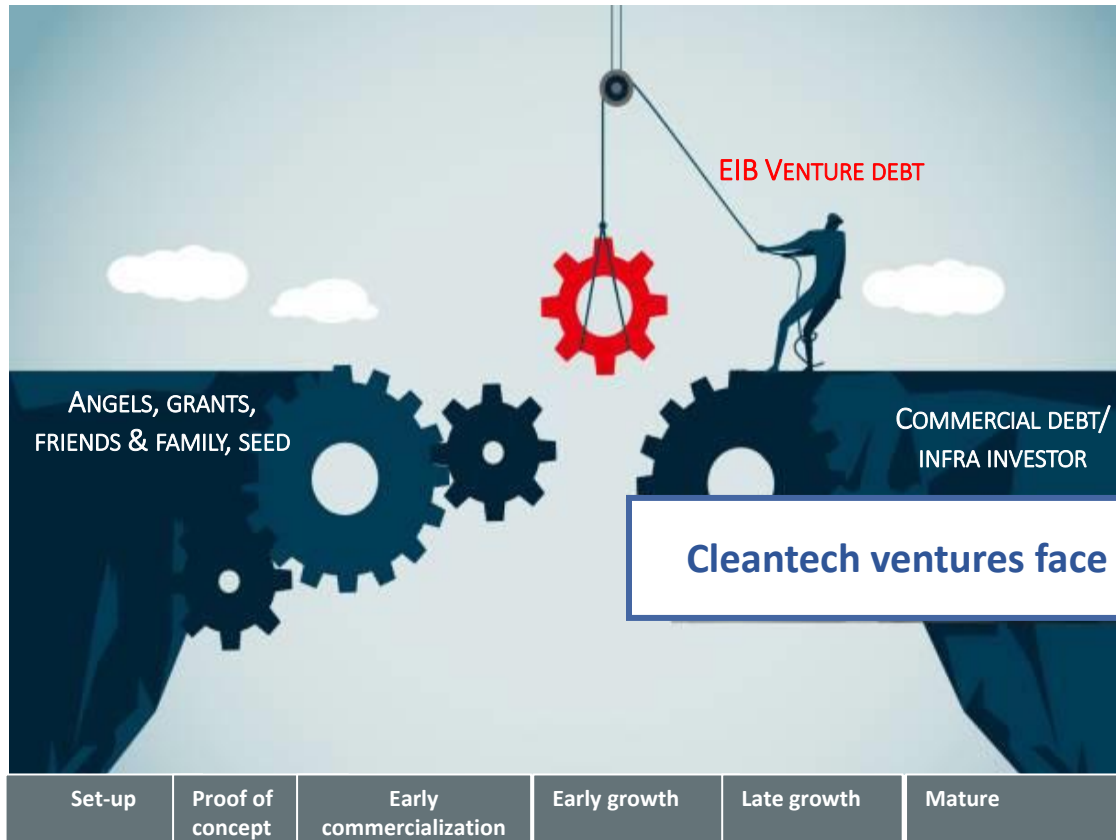 EIB VENTURE DEBT
ANGELS, GRANTS,
FRIENDS & FAMILY, SEED
COMMERCIAL DEBT/
INFRA INVESTOR
Cleantech ventures face
Set-up
Proof of
concept
Early
commercialization
Early growth
Late growth
Mature